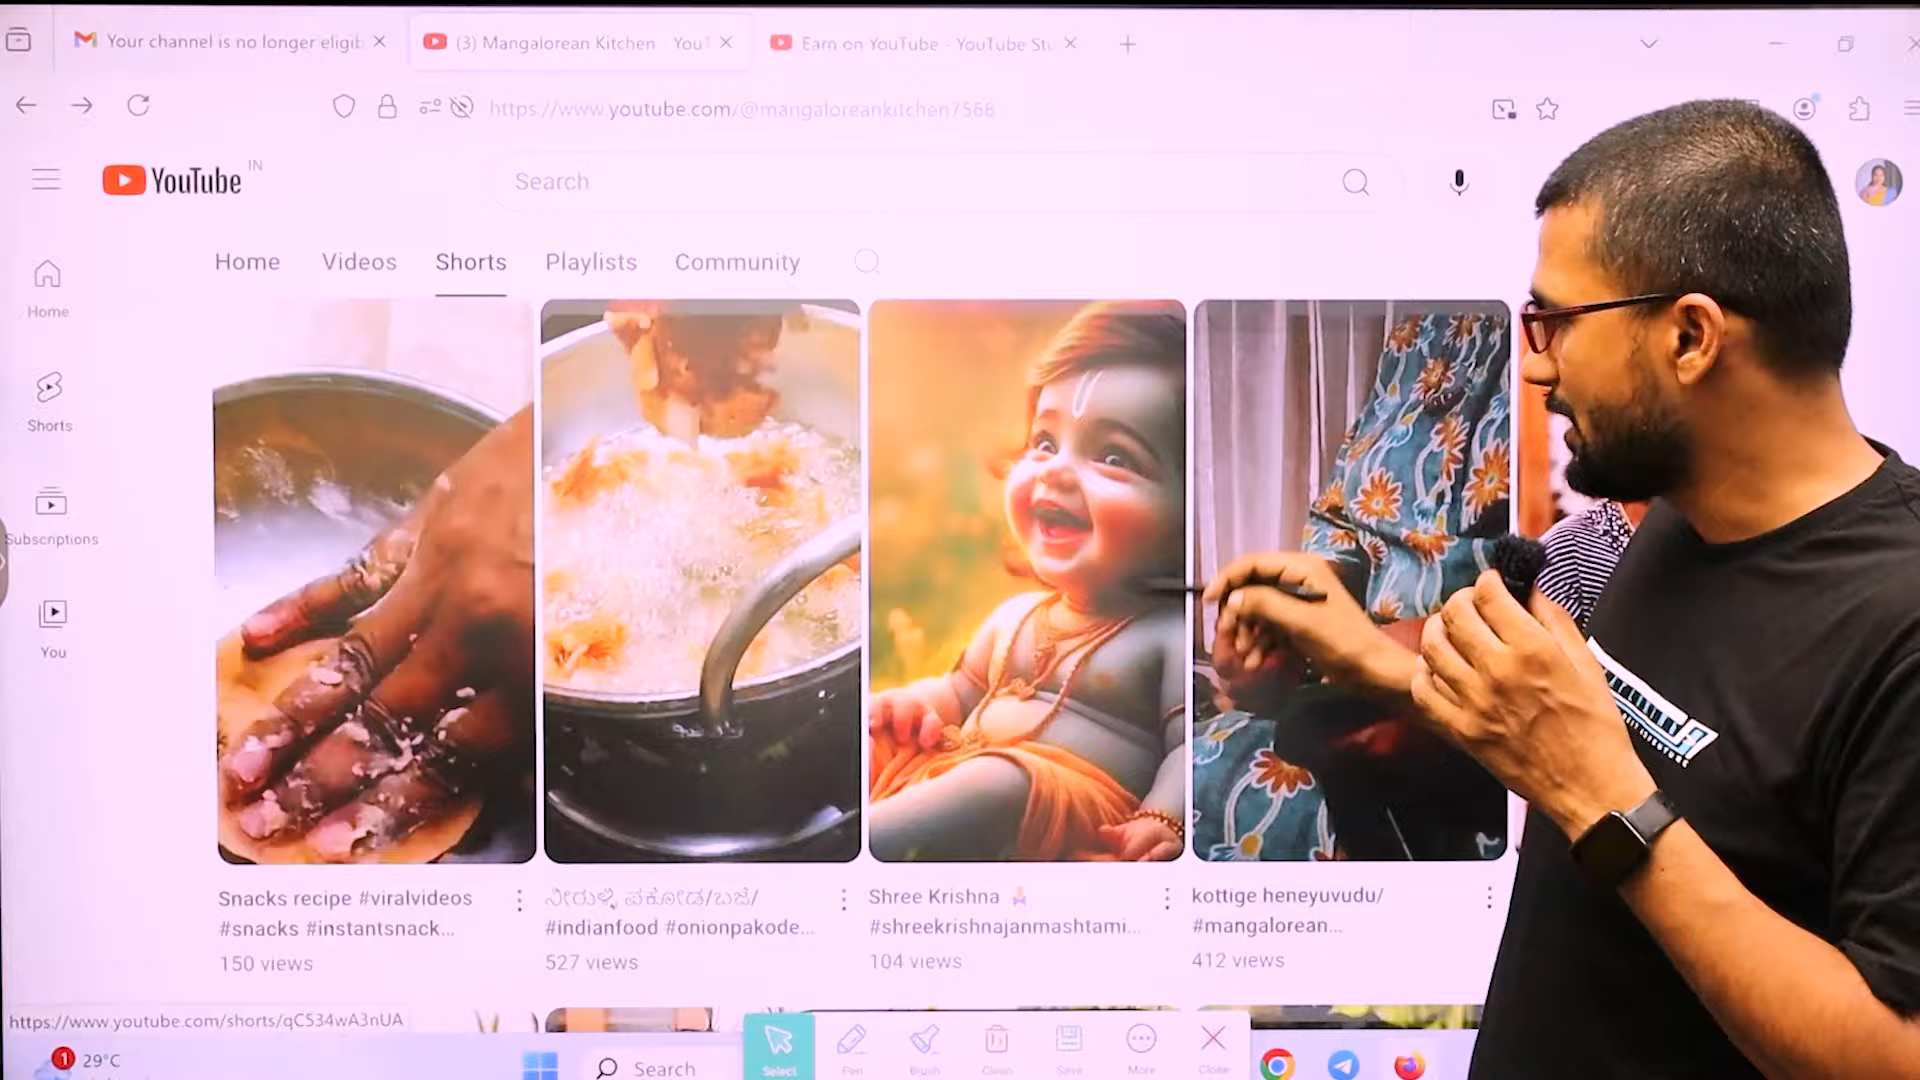 Your channel is no longer eligib
(3) Mangalorean Kitchen - YouT
Earn on YouTube - YouTube Stu
https://www.youtube.com/@mangaloreankitchen7568
YouTube
IN
Search
Home
Videos
Shorts
Playlists
Community
Home
Shorts
Subscriptions
You
Snacks recipe #viralvideos
#snacks #instantsnack...
150 views
ನೀರುಳ್ಳಿ ಪಕೋಡ/ಬಜೆ/
#indianfood #onionpakode...
527 views
Shree Krishna
#shreekrishnajanmashtami...
104 views
kottige heneyuvudu/
#mangalorean...
412 views
https://www.youtube.com/shorts/qC534wA3nUA
1
29°C
Search
Select
Pen
Brush
Clean
Save
More
Close